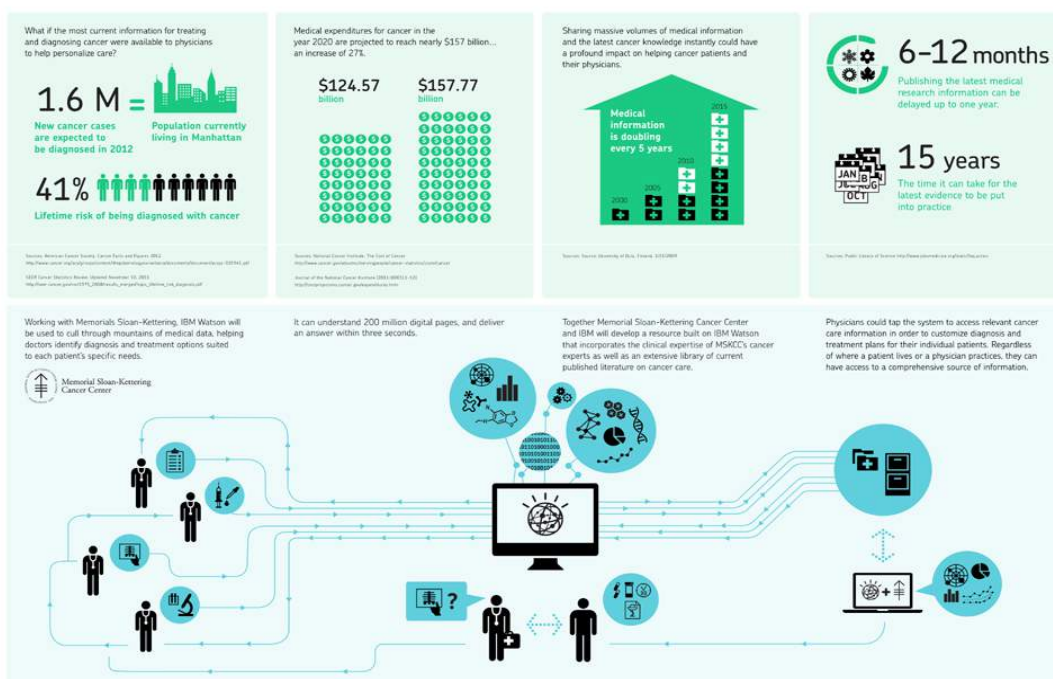 What if the most current information for treating
and diagnosing cancer were available to physicians
to help personalize care?
1.6 M =
New cancer cases
are expected to
be diagnosed in 2012
Population currently
living in Manhattan
41%
Lifetime risk of being diagnosed with cancer
Medical expenditures for cancer in the
year 2020 are projected to reach nearly $157 billion...
an increase of 27%.
$124.57
billion
$157.77
billion
Sharing massive volumes of medical information
and the latest cancer knowledge instantly could have
a profound impact on helping cancer patients and
their physicians.
Medical
information
is doubling
every 5 years
2000
2005
2010
2015
6-12 months
Publishing the latest medical
research information can be
delayed up to one year.
JAN
OCT
15 years
The time it can take for the
latest evidence to be put
into practice
Working with Memorials Sloan-Kettering, IBM Watson will
be used to cull through mountains of medical data, helping
doctors identify diagnosis and treatment options suited
to each patient's specific needs.
Memorial Sloan-Kettering
Cancer Center
It can understand 200 million digital pages, and deliver
an answer within three seconds.
Together Memorial Sloan-Kettering Cancer Center
and IBM will develop a resource built on IBM Watson
that incorporates the clinical expertise of MSKCC's cancer
experts as well as an extensive library of current
published literature on cancer care.
Physicians could tap the system to access relevant cancer
care information in order to customize diagnosis and
treatment plans for their individual patients. Regardless
of where a patient lives or a physician practices, they can
have access to a comprehensive source of information.
?
+